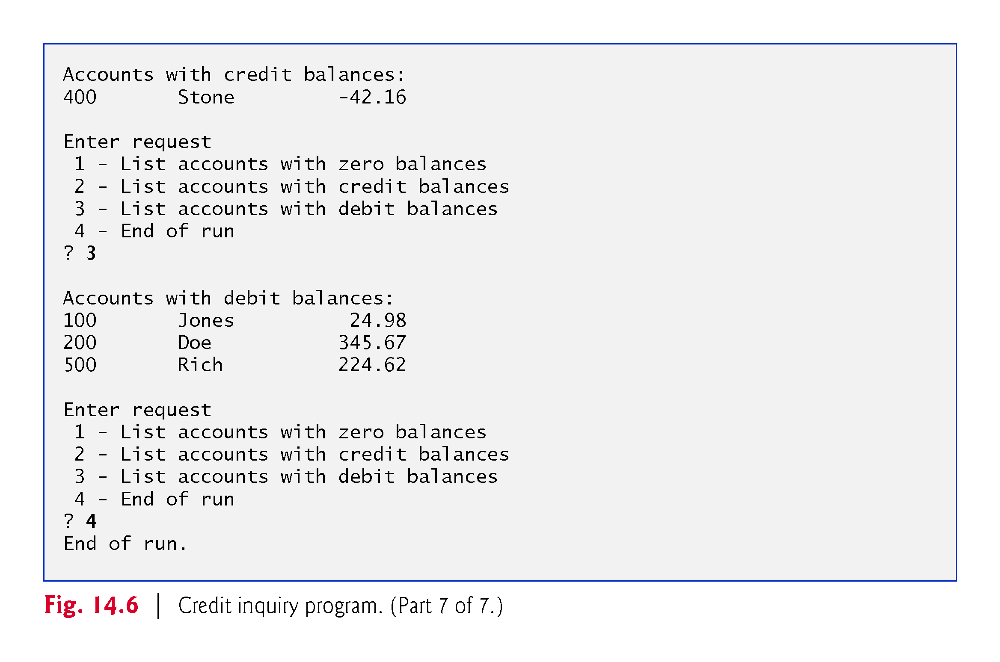 Accounts with credit balances:
400       Stone         -42.16
Enter request
 1 - List accounts with zero balances
 2 - List accounts with credit balances
 3 - List accounts with debit balances
 4 - End of run
? 3
Accounts with debit balances:
100       Jones          24.98
200       Doe           345.67
500       Rich          224.62
Enter request
 1 - List accounts with zero balances
 2 - List accounts with credit balances
 3 - List accounts with debit balances
 4 - End of run
? 4
End of run.
Fig. 14.6 | Credit inquiry program. (Part 7 of 7.)